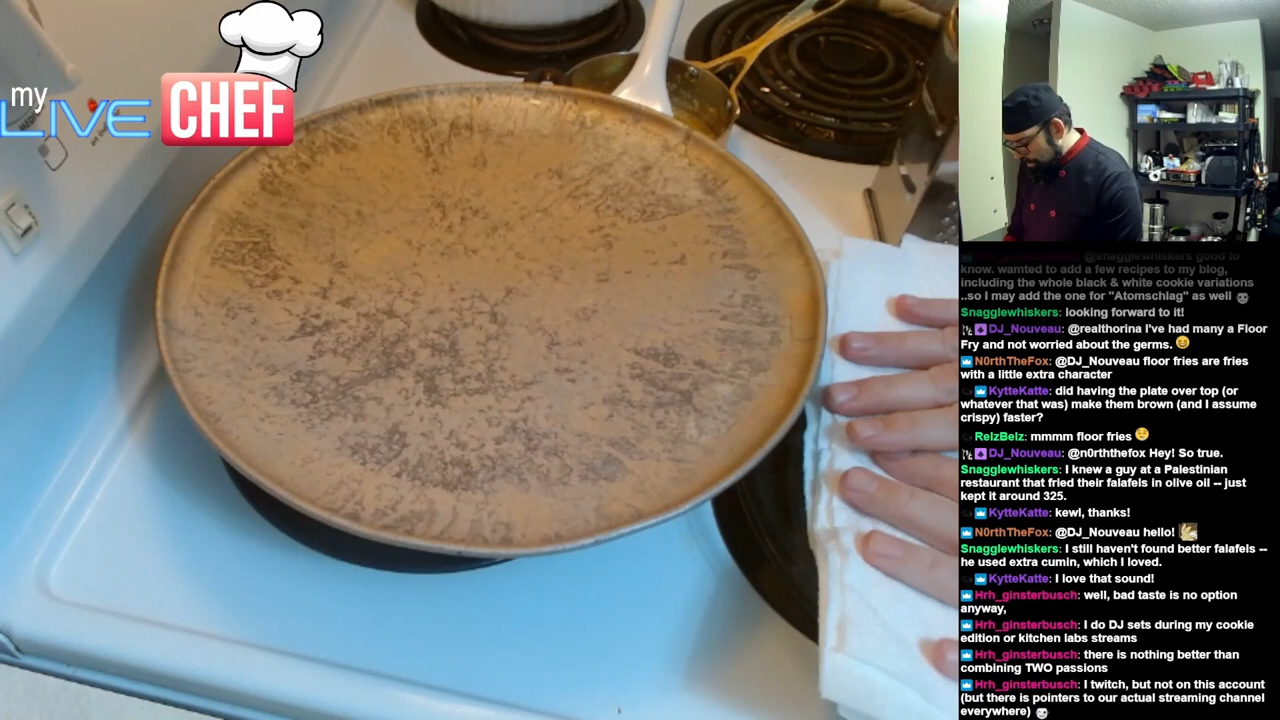 my
LIVE CHEF
@snagglewhiskers good to
know. wamted to add a few recipes to my blog,
including the whole black & white cookie variations
..so I may add the one for "Atomschlag" as well
Snagglewhiskers: looking forward to it!
DJ_Nouveau: @realthorina I've had many a Floor
Fry and not worried about the germs.
N0rthTheFox: @DJ_Nouveau floor fries are fries
with a little extra character
KytteKatte: did having the plate over top (or
whatever that was) make them brown (and I assume
crispy) faster?
RelzBelz: mmmm floor fries
DJ_Nouveau: @n0rththefox Hey! So true.
Snagglewhiskers: I knew a guy at a Palestinian
restaurant that fried their falafels in olive oil -- just
kept it around 325.
KytteKatte: kewl, thanks!
N0rthTheFox: @DJ_Nouveau hello!
Snagglewhiskers: I still haven't found better falafels --
he used extra cumin, which I loved.
KytteKatte: I love that sound!
Hrh_ginsterbusch: well, bad taste is no option
anyway,
Hrh_ginsterbusch: I do DJ sets during my cookie
edition or kitchen labs streams
Hrh_ginsterbusch: there is nothing better than
combining TWO passions
Hrh_ginsterbusch: I twitch, but not on this account
(but there is pointers to our actual streaming channel
everywhere)